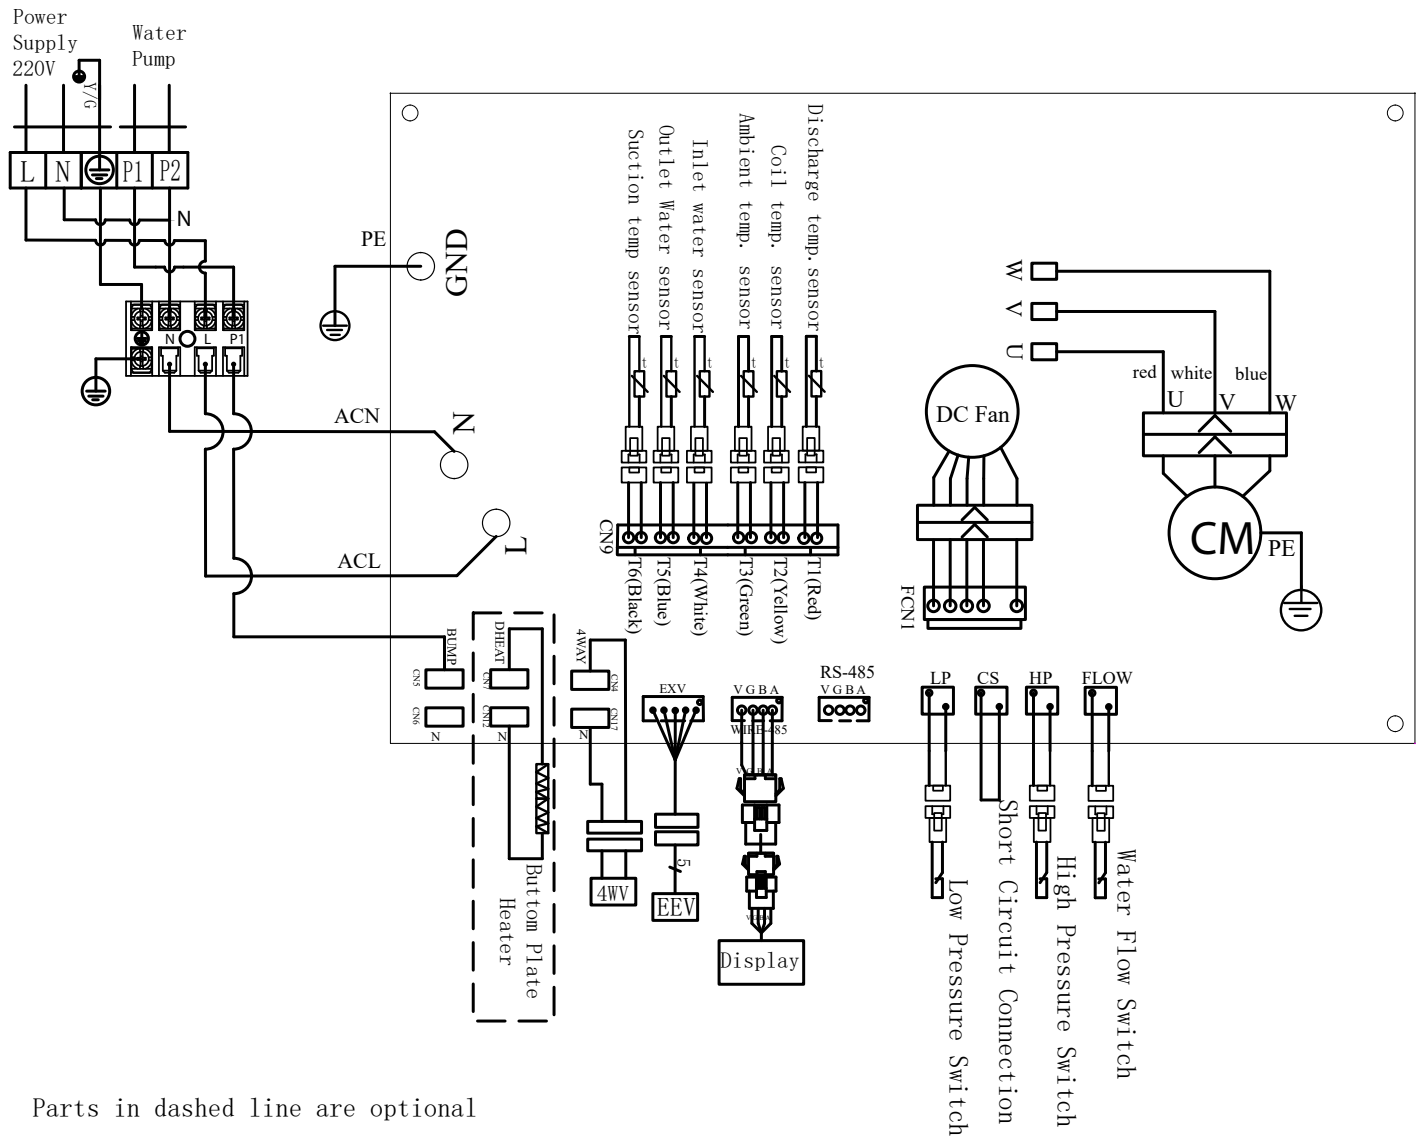 Power
Supply
220V
Water
Pump
Y/G
L
N
P1
P2
N
N
L
P1
PE
GND
ACN
N
ACL
L
Suction temp sensor
Outlet Water sensor
Inlet water sensor
Ambient temp. sensor
Coil temp. sensor
Discharge temp. sensor
t
t
t
t
t
t
CN9
T6(Black)
T5(Blue)
T4(White)
T3(Green)
T2(Yellow)
T1(Red)
DC Fan
FCN1
W
V
U
red
white
blue
U
V
W
CM
PE
BUMP
CN5
CN6
N
DHEAT
CN7
CN12
N
4WAY
CN4
CN17
N
EXV
V G B A
WIRE-485
V G B A
RS-485
V G B A
LP
CS
HP
FLOW
5
4WV
EEV
V G B A
Display
Buttom Plate
Heater
Low Pressure Switch
Short Circuit Connection
High Pressure Switch
Water Flow Switch
Parts in dashed line are optional